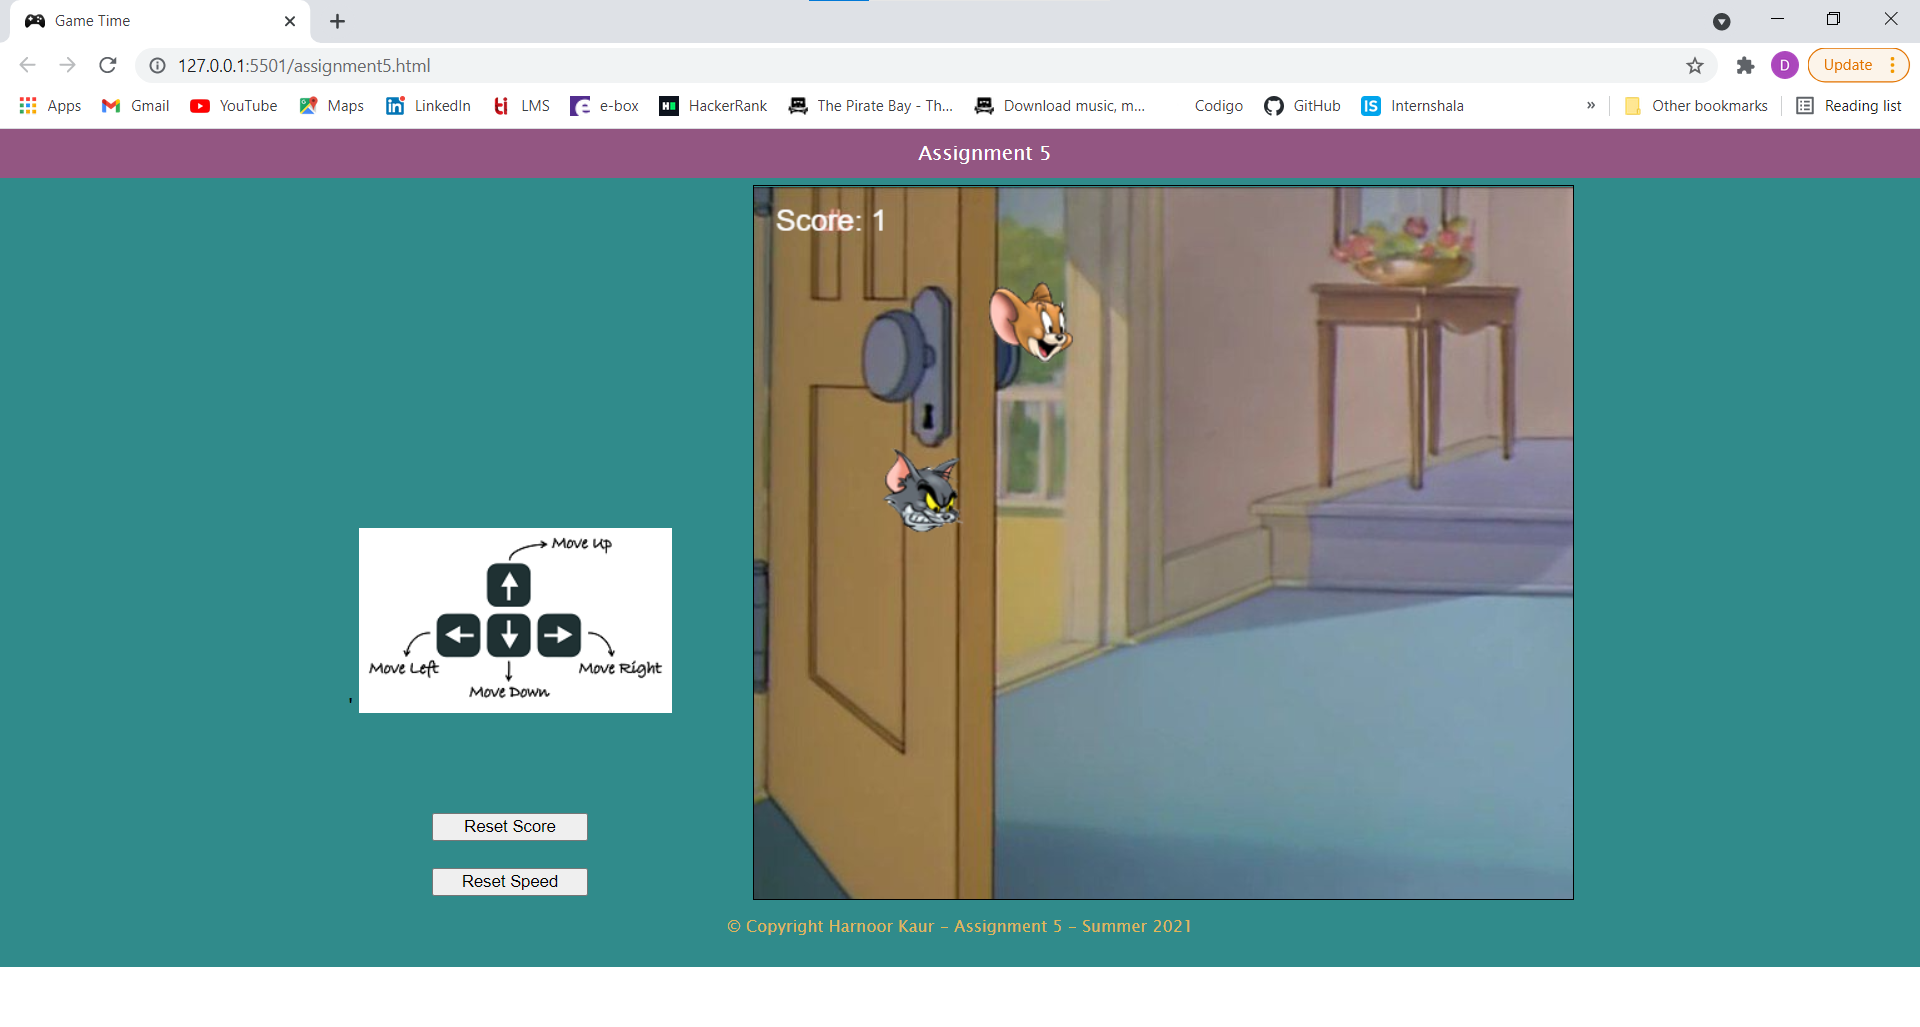 Game Time
127.0.0.1:5501/assignment5.html
D
Update
Apps
Gmail
YouTube
Maps
LinkedIn
LMS
e-box
HackerRank
The Pirate Bay - Th...
Download music, m...
Codigo
GitHub
Internshala
»
Other bookmarks
Reading list
Assignment 5
Score: 1
Move Up
Move Left
Move Right
Move Down
'
Reset Score
Reset Speed
© Copyright Harnoor Kaur - Assignment 5 - Summer 2021